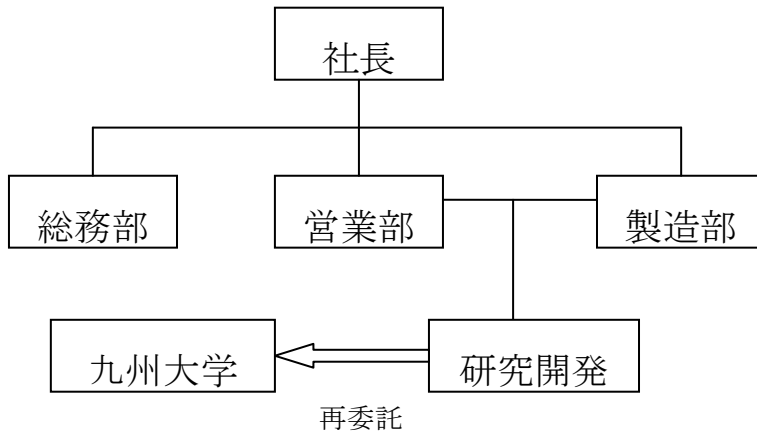 社長
総務部
営業部
製造部
九州大学
研究開発
再委託